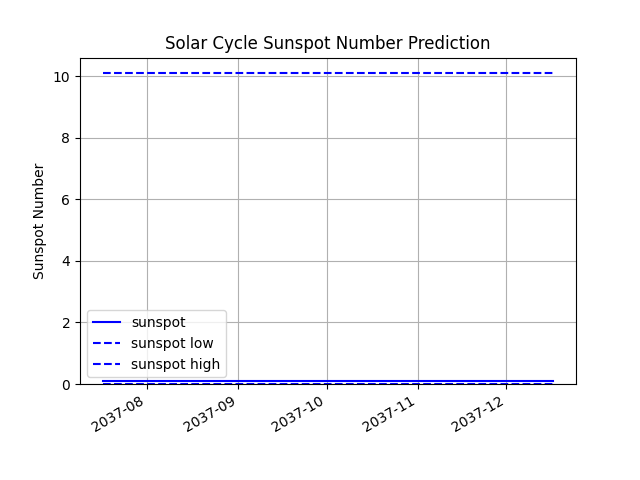 Solar Cycle Sunspot Number Prediction
Sunspot Number
10
8
6
4
2
0
sunspot
sunspot low
sunspot high
2037-08
2037-09
2037-10
2037-11
2037-12